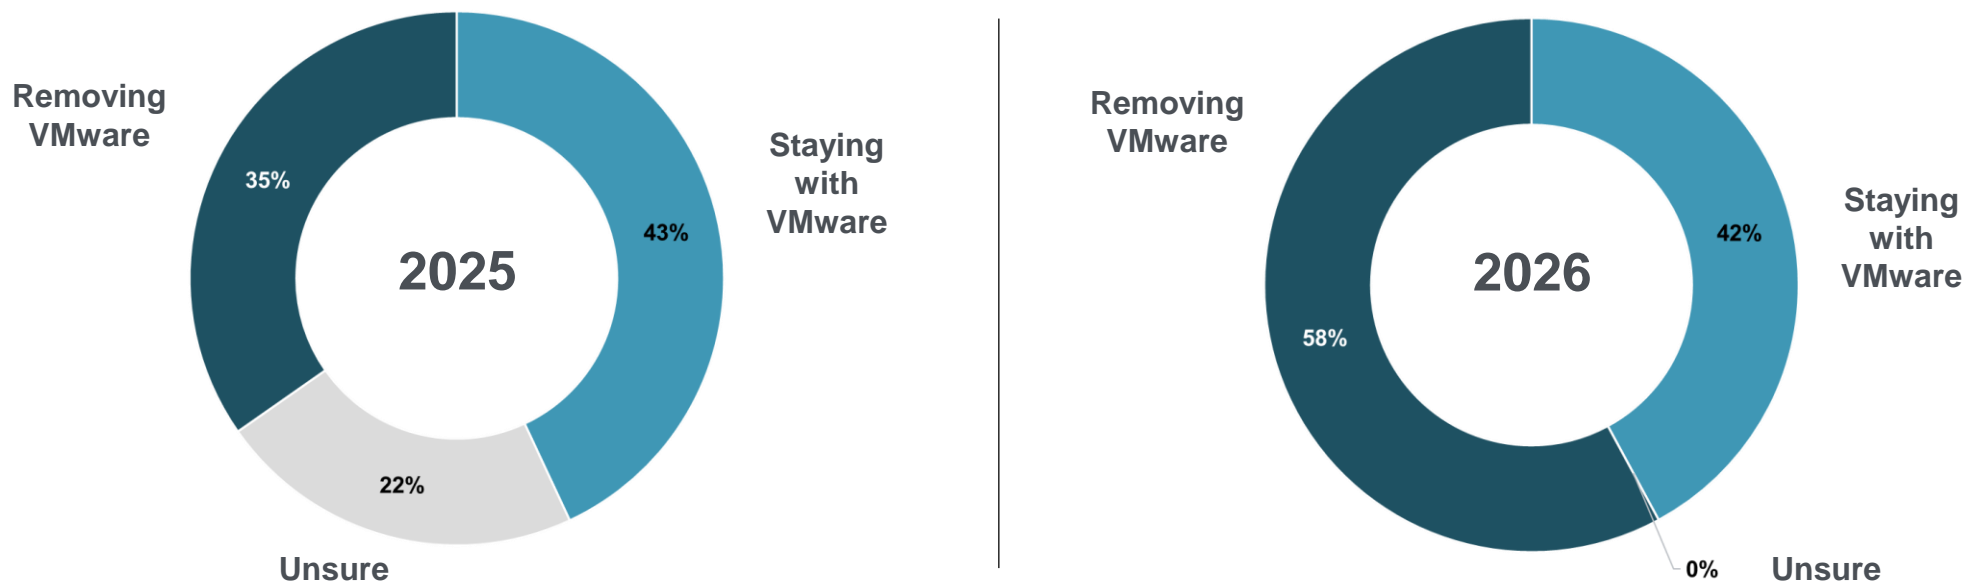 Removing
VMware
35%
2025
43%
Staying
with
VMware
22%
Unsure
Removing
VMware
58%
2026
42%
Staying
with
VMware
0%
Unsure